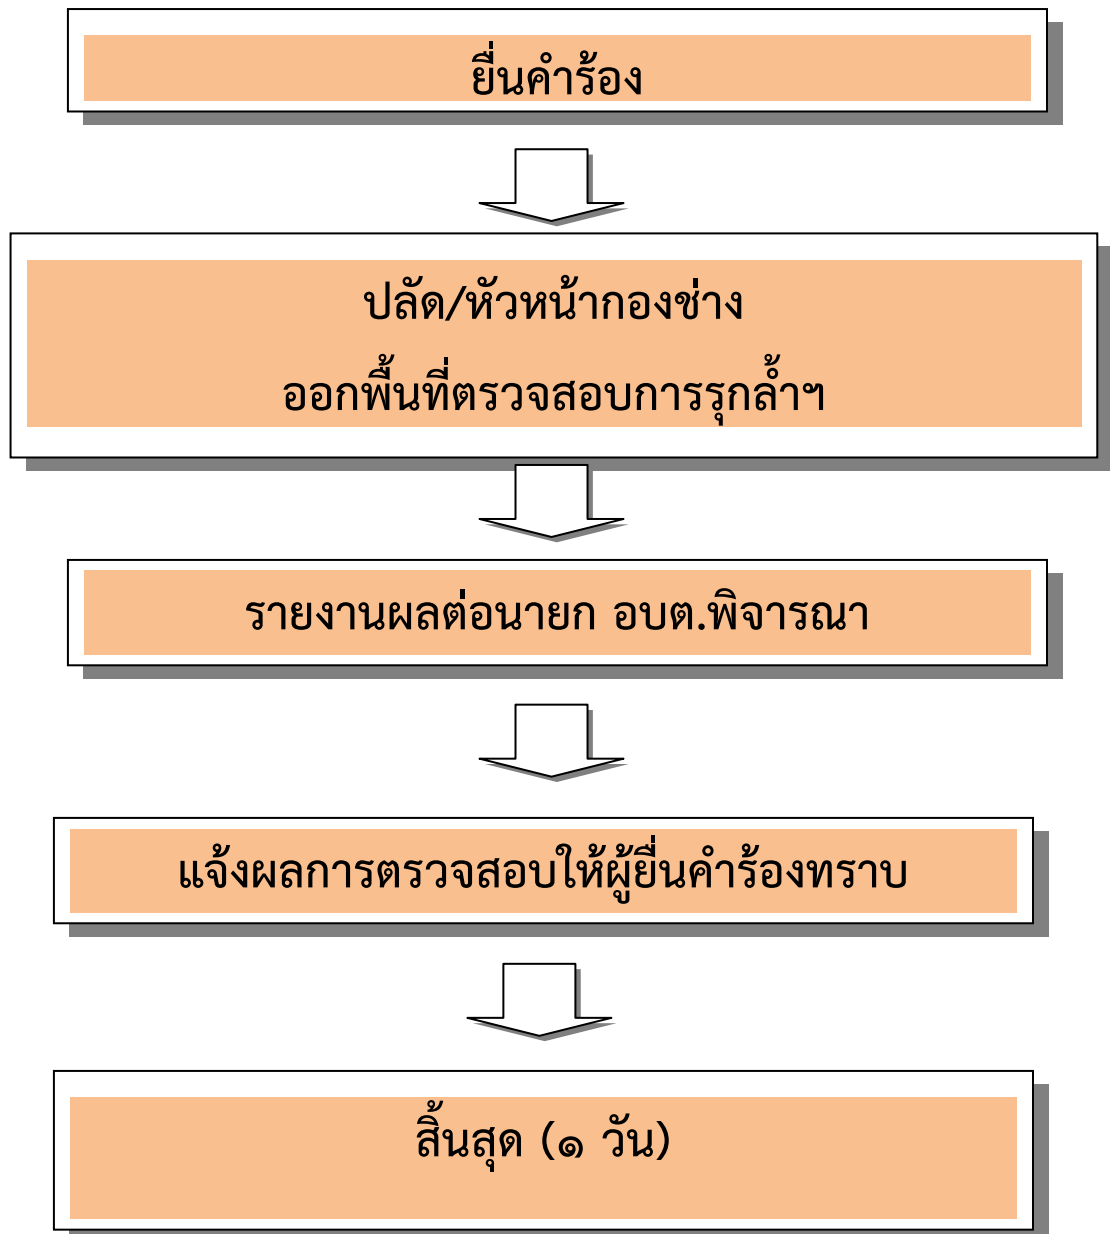 ยื่นคำร้อง
ปลัด/หัวหน้ากองช่าง
ออกพื้นที่ตรวจสอบการรุกล้ำฯ
รายงานผลต่อนายก อบต.พิจารณา
แจ้งผลการตรวจสอบให้ผู้ยื่นคำร้องทราบ
สิ้นสุด (๑ วัน)